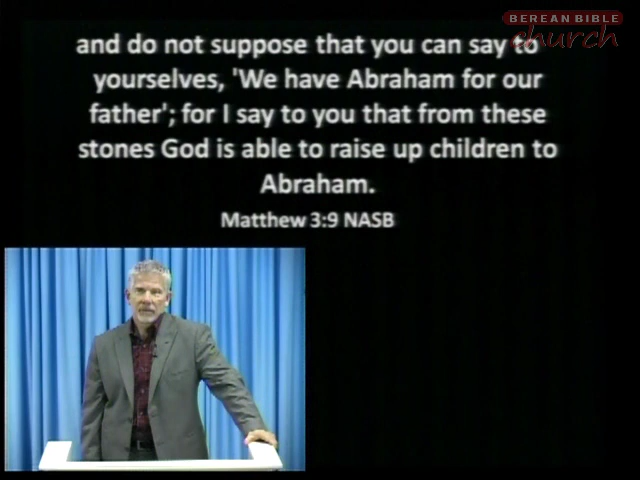 BEREAN BIBLE
church
and do not suppose that you can say to
yourselves, 'We have Abraham for our
father'; for I say to you that from these
stones God is able to raise up children to
Abraham.
Matthew 3:9 NASB